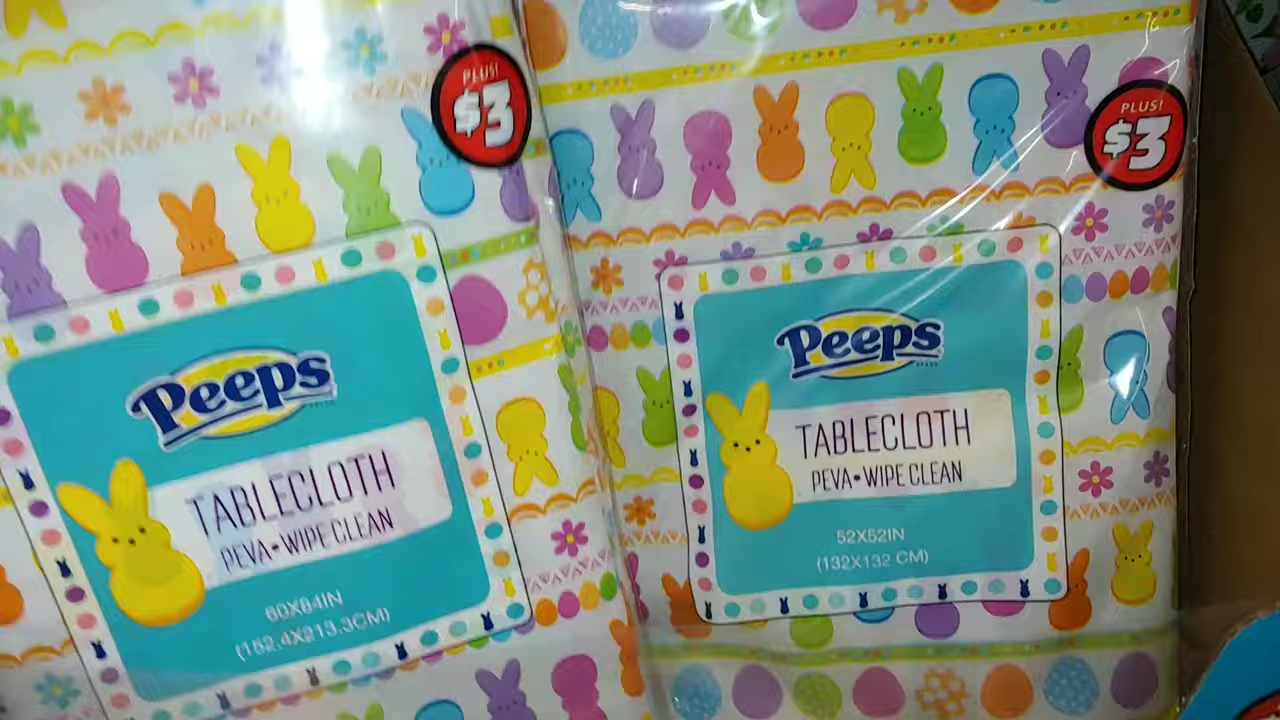 PLUS!
$3
Peeps
TABLECLOTH
PEVA•WIPE CLEAN
60X84IN
(152.4X213.3CM)
PLUS!
$3
Peeps
TABLECLOTH
PEVA•WIPE CLEAN
52X52IN
(132X132 CM)